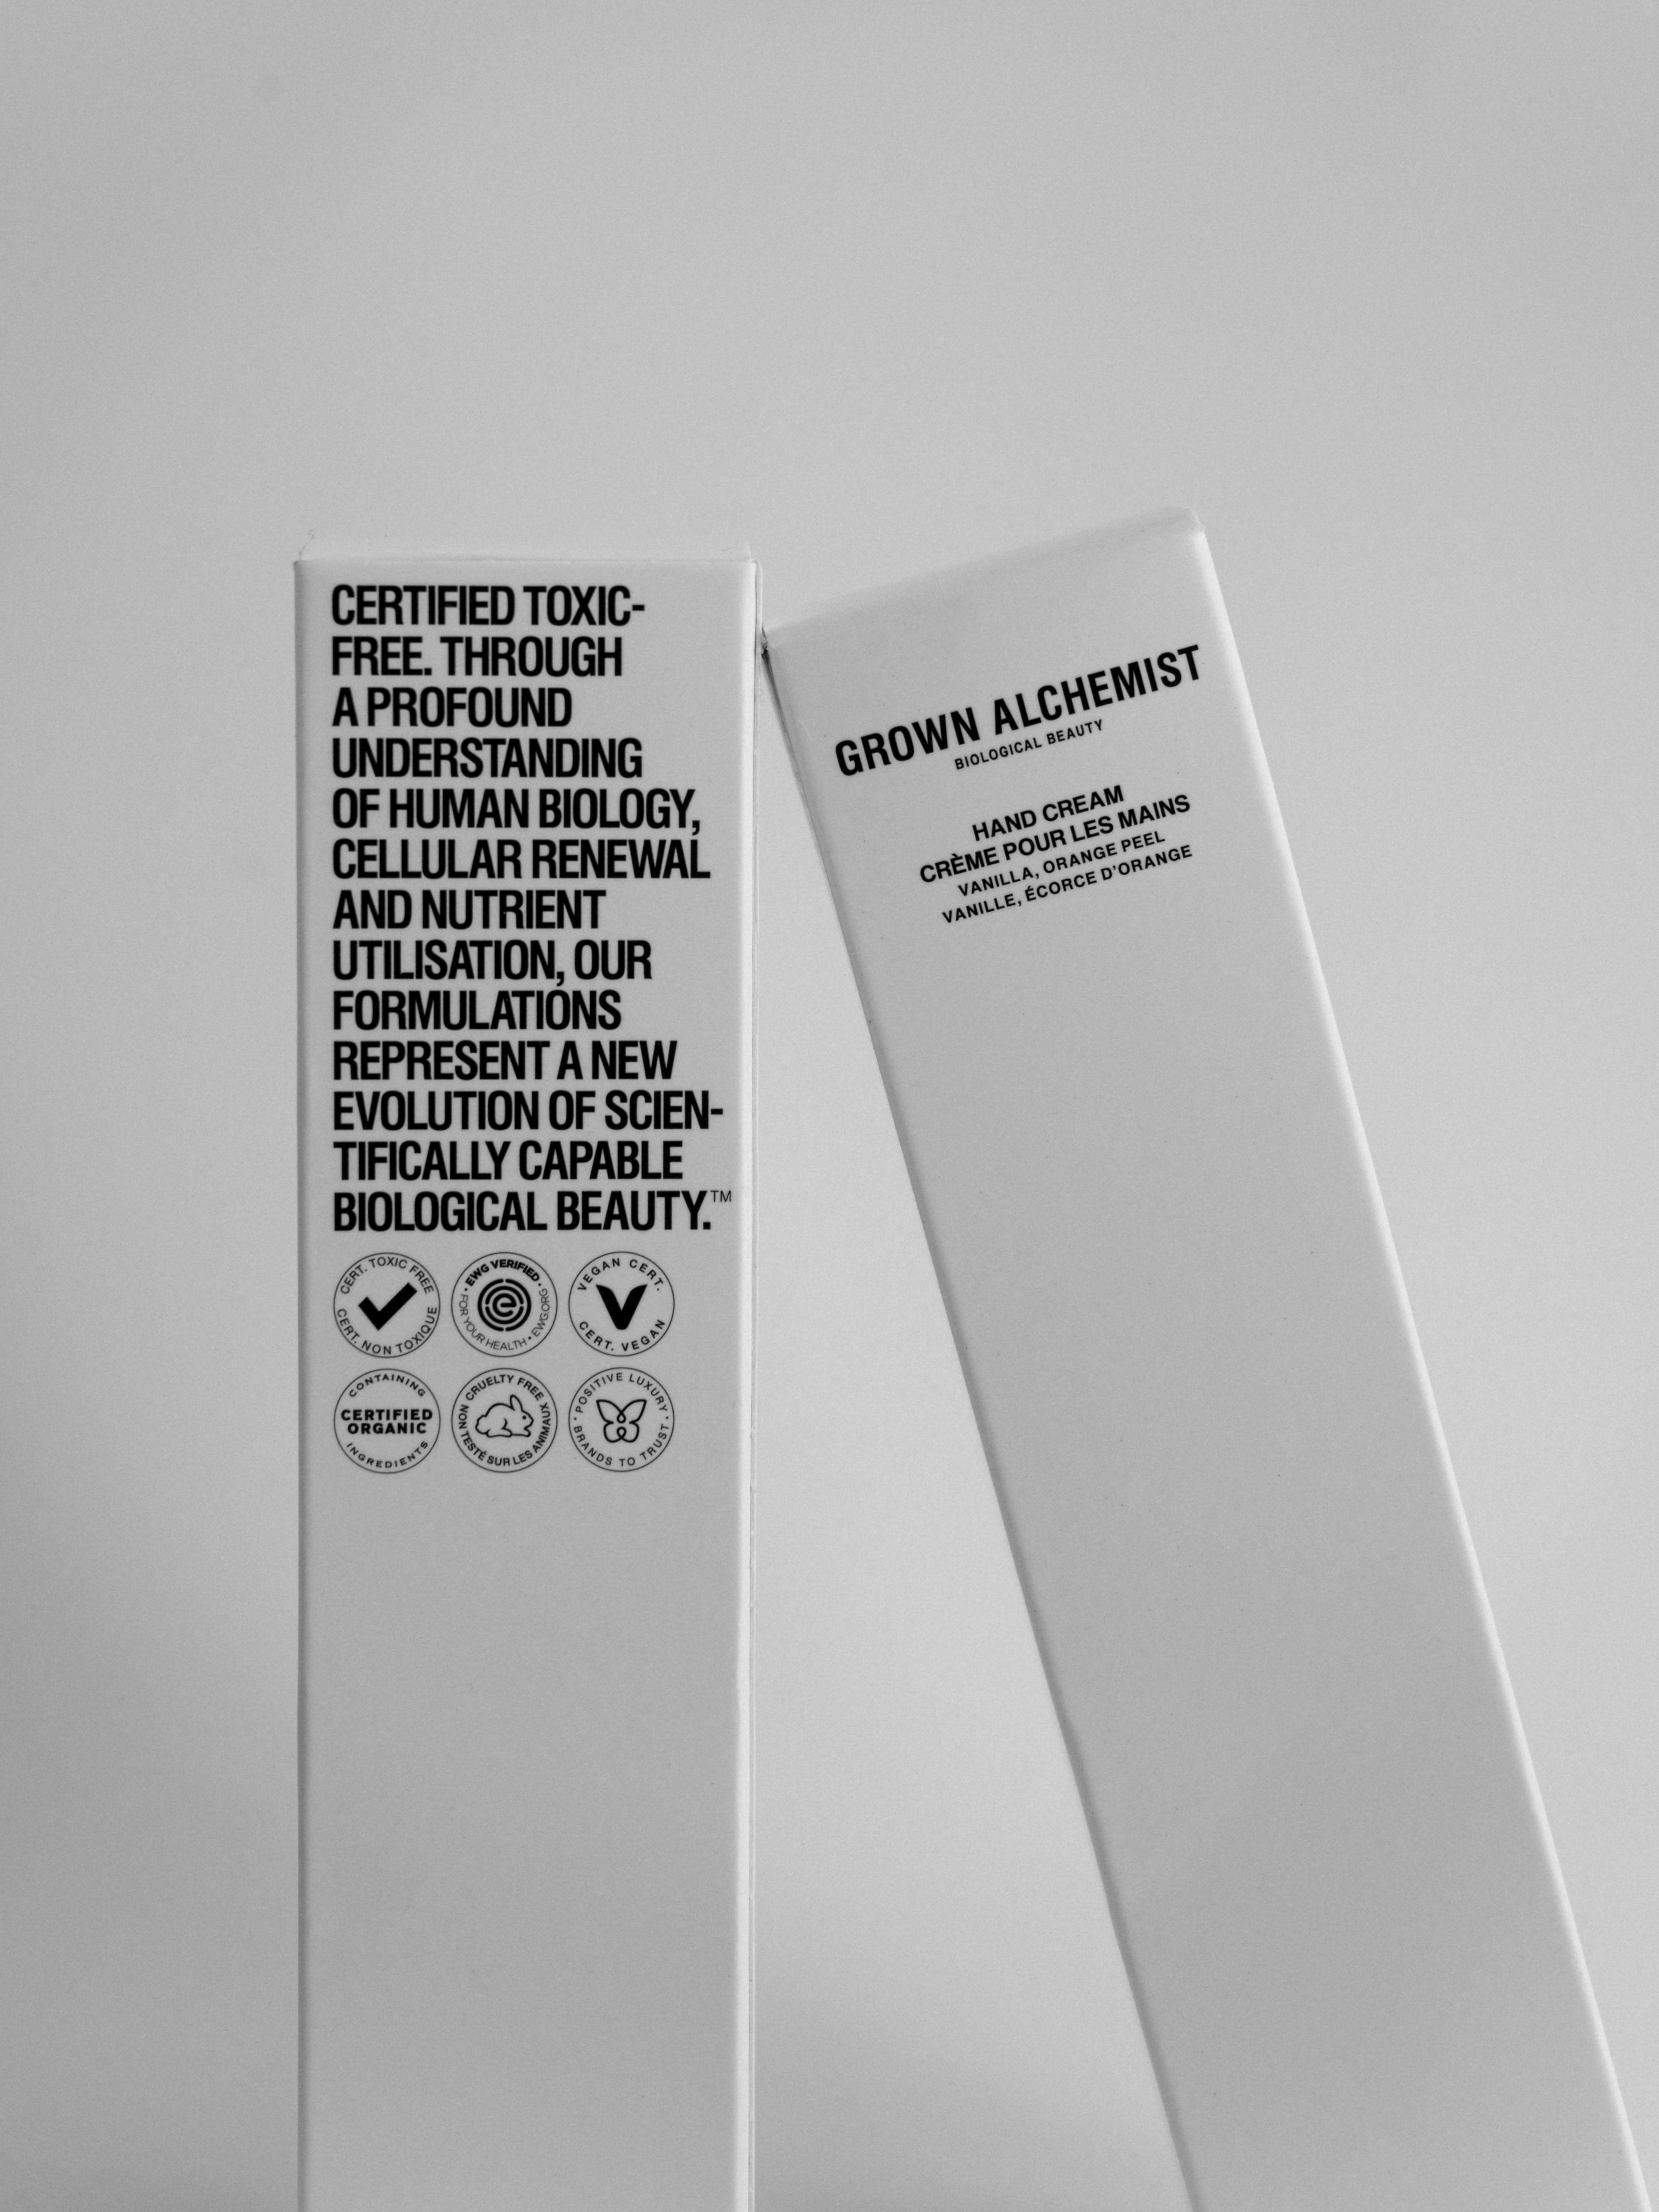 CERTIFIED TOXIC-
FREE. THROUGH
A PROFOUND
UNDERSTANDING
OF HUMAN BIOLOGY,
CELLULAR RENEWAL
AND NUTRIENT
UTILISATION, OUR
FORMULATIONS
REPRESENT A NEW
EVOLUTION OF SCIEN-
TIFICALLY CAPABLE
BIOLOGICAL BEAUTY.™
CERT. TOXIC FREE
CERT. NON TOXIQUE
• EWG VERIFIED •
FOR YOUR HEALTH • EWG.ORG
e
VEGAN CERT.
V
CERT. VEGAN
CONTAINING
CERTIFIED
ORGANIC
INGREDIENTS
CRUELTY FREE
NON TESTÉ SUR LES ANIMAUX
• POSITIVE LUXURY •
BRANDS TO TRUST
GROWN ALCHEMIST
BIOLOGICAL BEAUTY
HAND CREAM
CRÈME POUR LES MAINS
VANILLA, ORANGE PEEL
VANILLE, ÉCORCE D'ORANGE